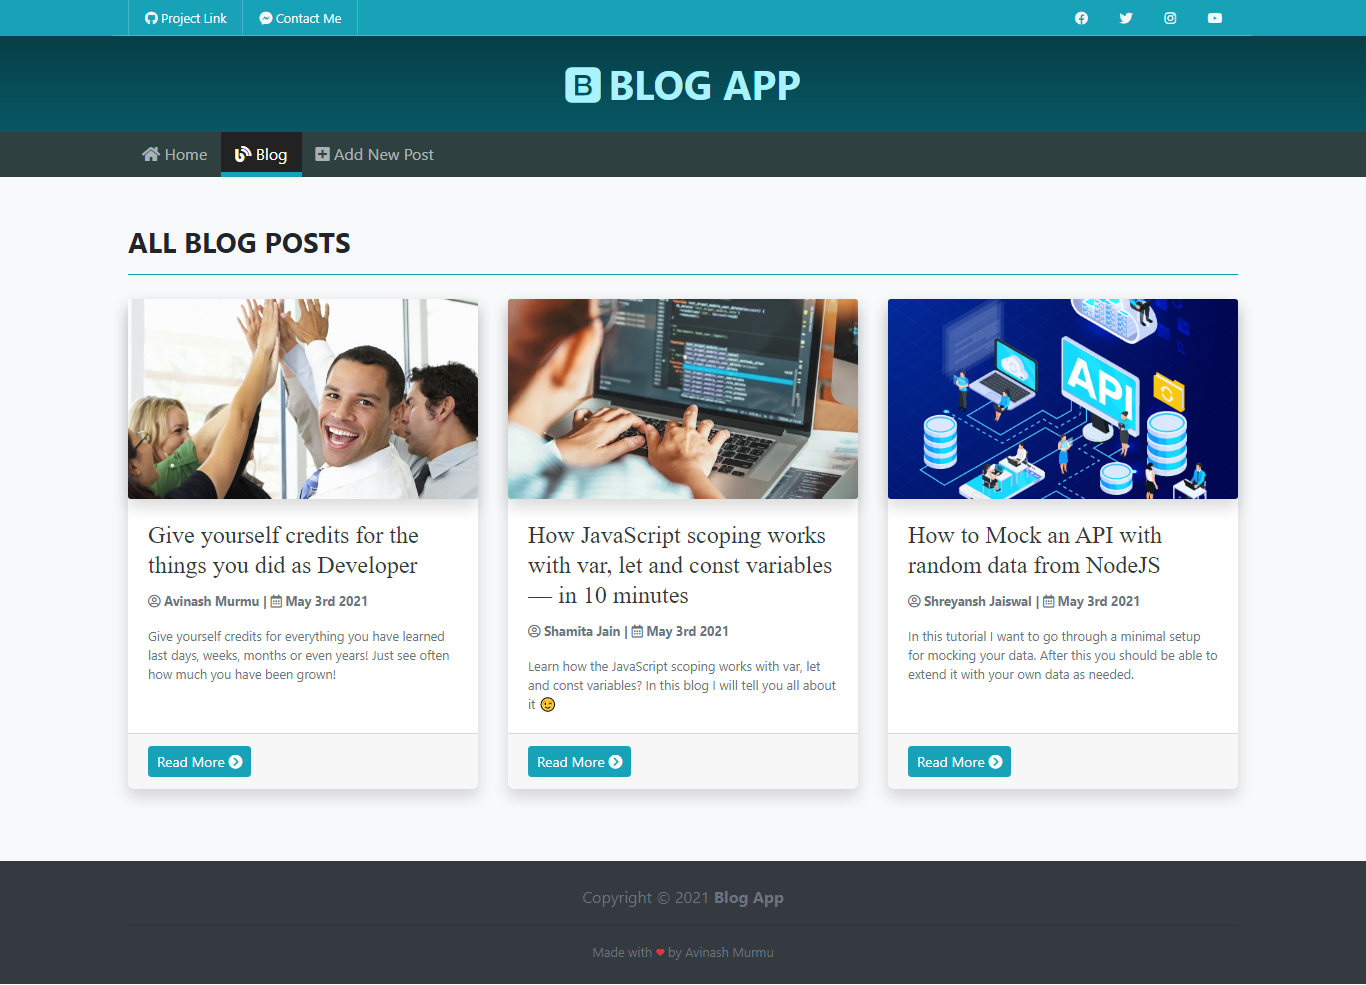 Project Link
Contact Me
B BLOG APP
Home
Blog
Add New Post
ALL BLOG POSTS
Give yourself credits for the
things you did as Developer
Avinash Murmu | May 3rd 2021
Give yourself credits for everything you have learned
last days, weeks, months or even years! Just see often
how much you have been grown!
Read More
How JavaScript scoping works
with var, let and const variables
— in 10 minutes
Shamita Jain | May 3rd 2021
Learn how the JavaScript scoping works with var, let
and const variables? In this blog I will tell you all about
it 😉
Read More
API
How to Mock an API with
random data from NodeJS
Shreyansh Jaiswal | May 3rd 2021
In this tutorial I want to go through a minimal setup
for mocking your data. After this you should be able to
extend it with your own data as needed.
Read More
Copyright © 2021 Blog App
Made with ♥ by Avinash Murmu